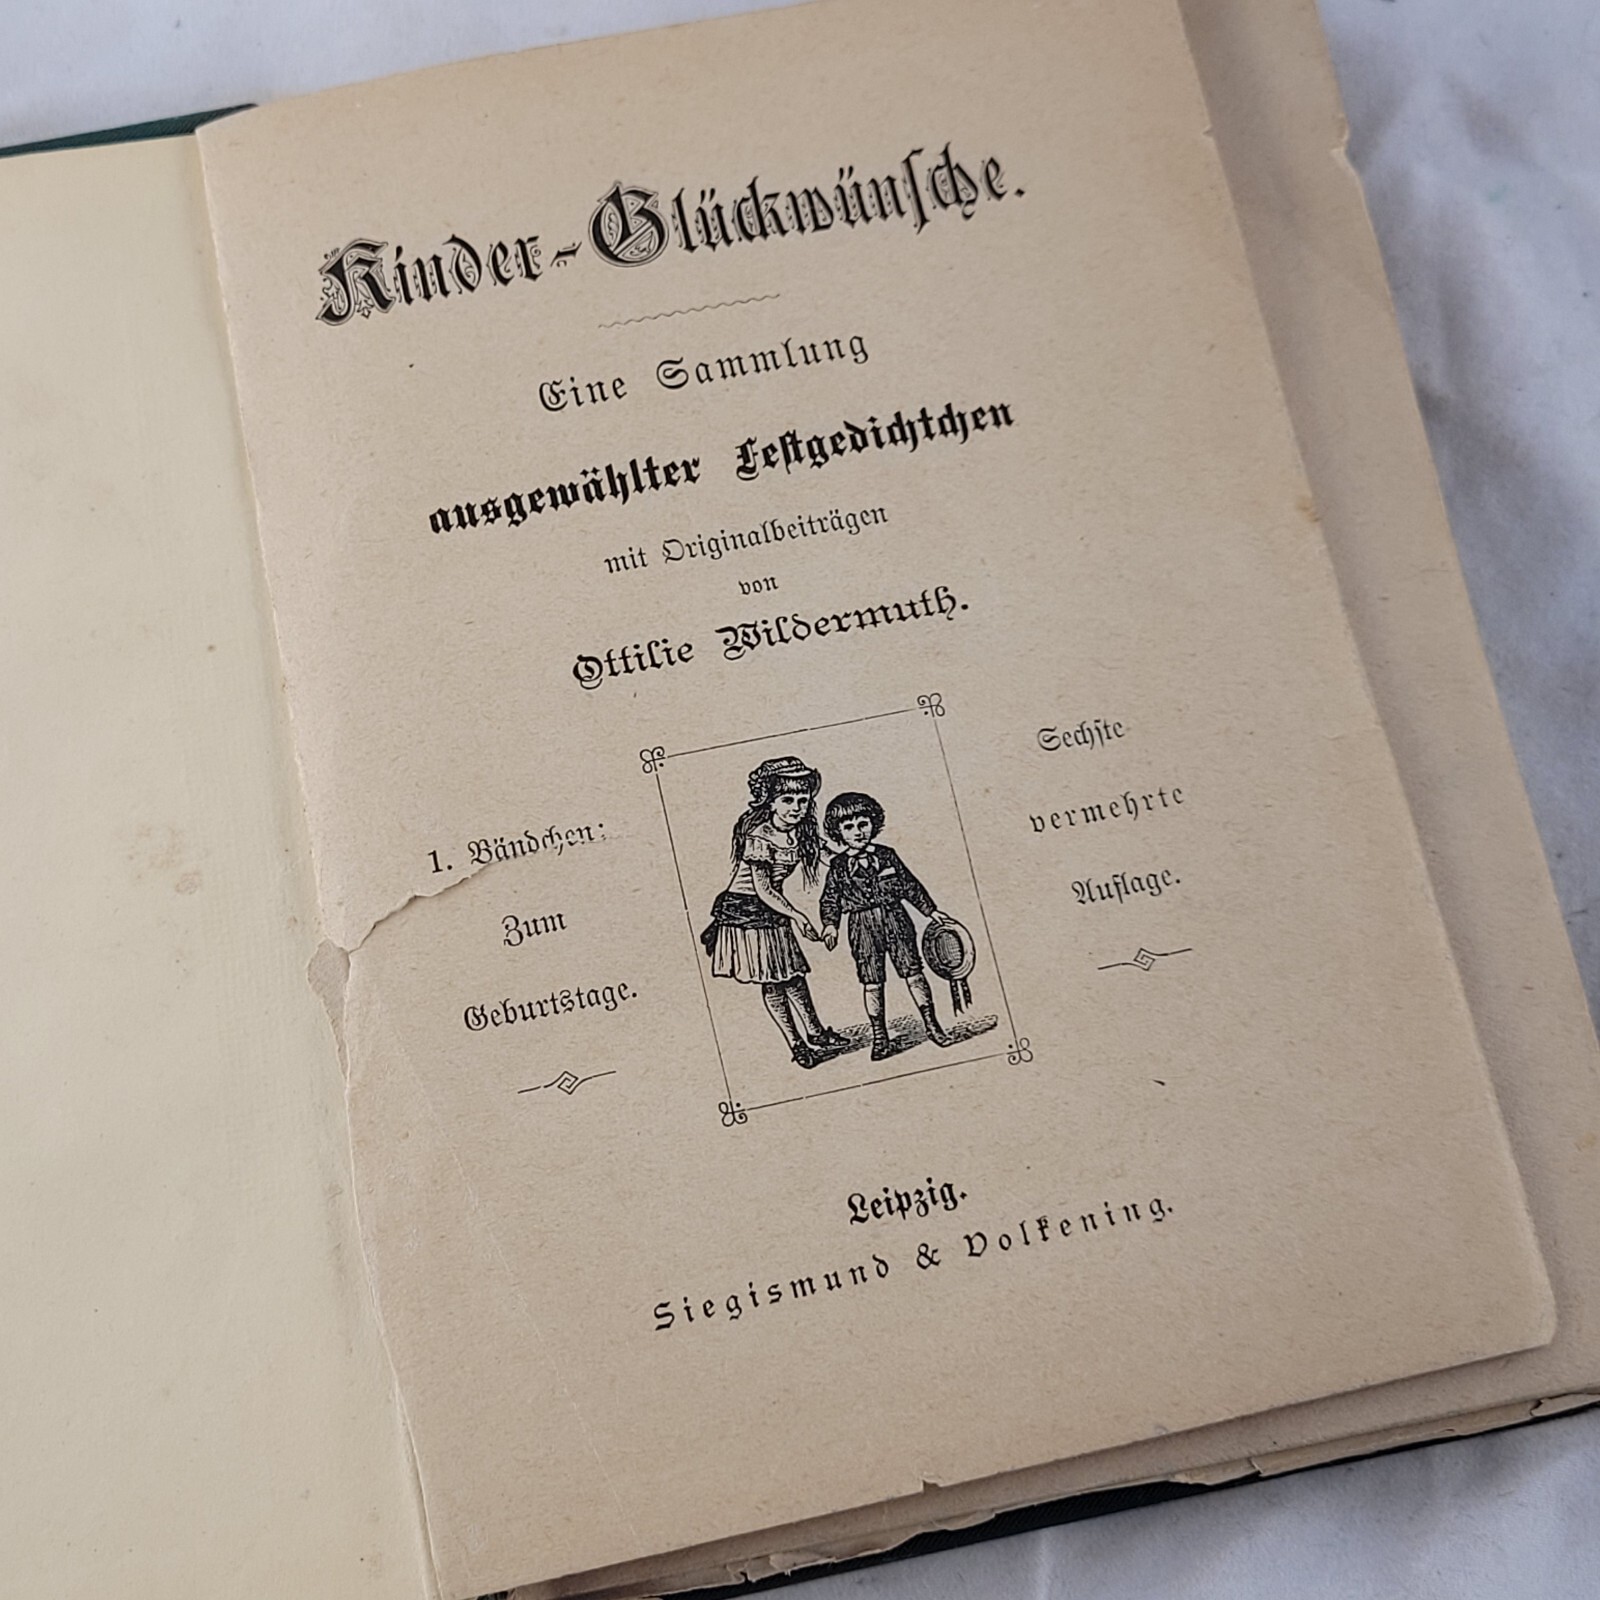 Kinder-Glückwünsche.
Eine Sammlung
ausgewählter Festgedichtchen
mit Originalbeiträgen
von
Ottilie Wildermuth.
1. Bändchen:
Zum
Geburtstage.
Sechste
vermehrte
Auflage.
Leipzig.
Siegismund & Volkening.